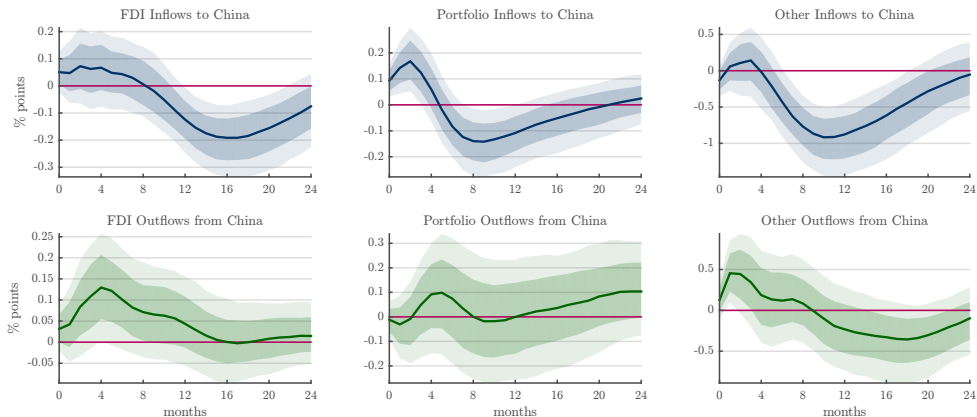 FDI Inflows to China
Portfolio Inflows to China
Other Inflows to China
% points
0.2
0.1
0
-0.1
-0.2
-0.3
0 4 8 12 16 20 24
0.2
0.1
0
-0.1
-0.2
0 4 8 12 16 20 24
0.5
0
-0.5
-1
0 4 8 12 16 20 24
FDI Outflows from China
Portfolio Outflows from China
Other Outflows from China
% points
0.25
0.2
0.15
0.1
0.05
0
-0.05
0 4 8 12 16 20 24
months
0.3
0.2
0.1
0
-0.1
-0.2
0 4 8 12 16 20 24
months
0.5
0
-0.5
0 4 8 12 16 20 24
months